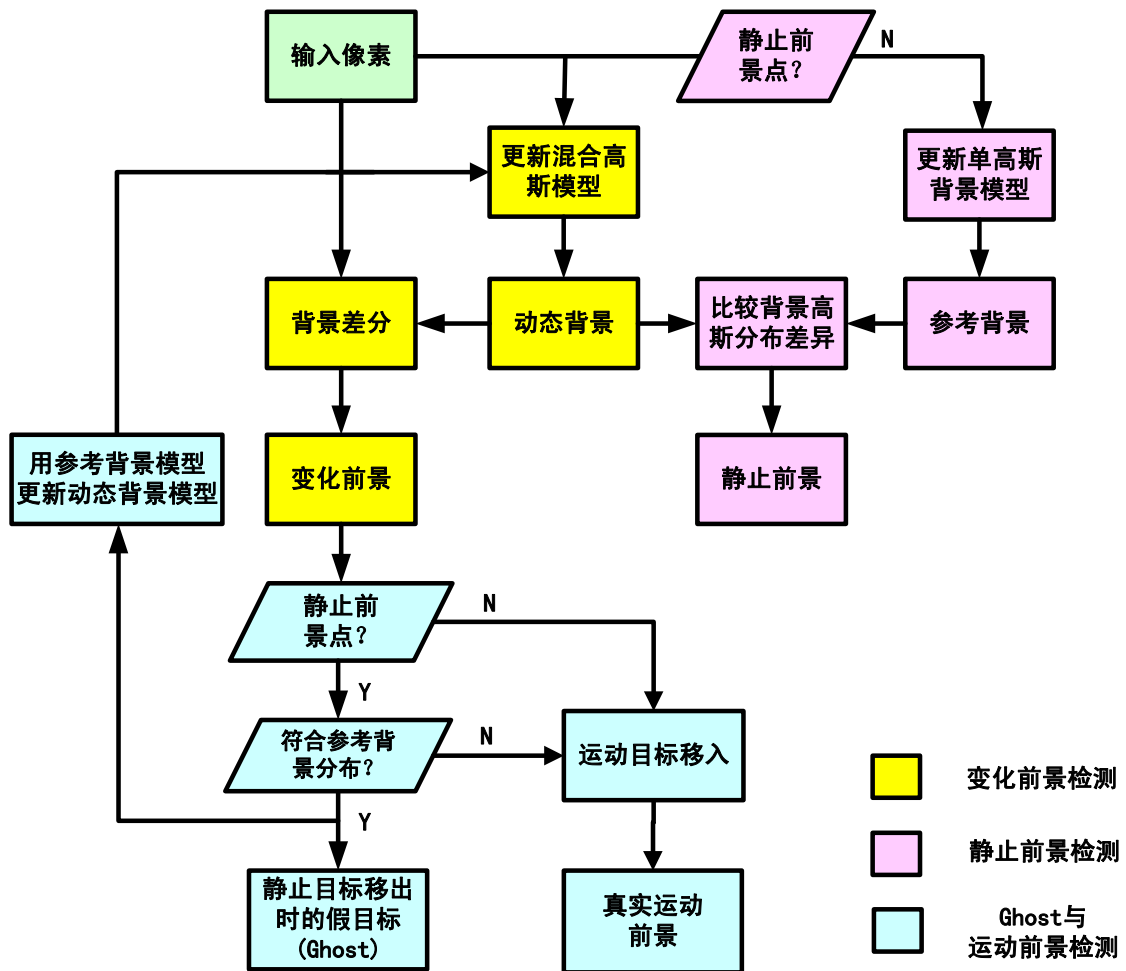 输入像素
静止前
景点？
N
更新混合高
斯模型
更新单高斯
背景模型
背景差分
动态背景
比较背景高
斯分布差异
参考背景
用参考背景模型
更新动态背景模型
变化前景
静止前景
静止前
景点？
N
Y
符合参考背
景分布？
N
运动目标移入
Y
变化前景检测
静止前景检测
静止目标移出
时的假目标
(Ghost)
真实运动
前景
Ghost与
运动前景检测